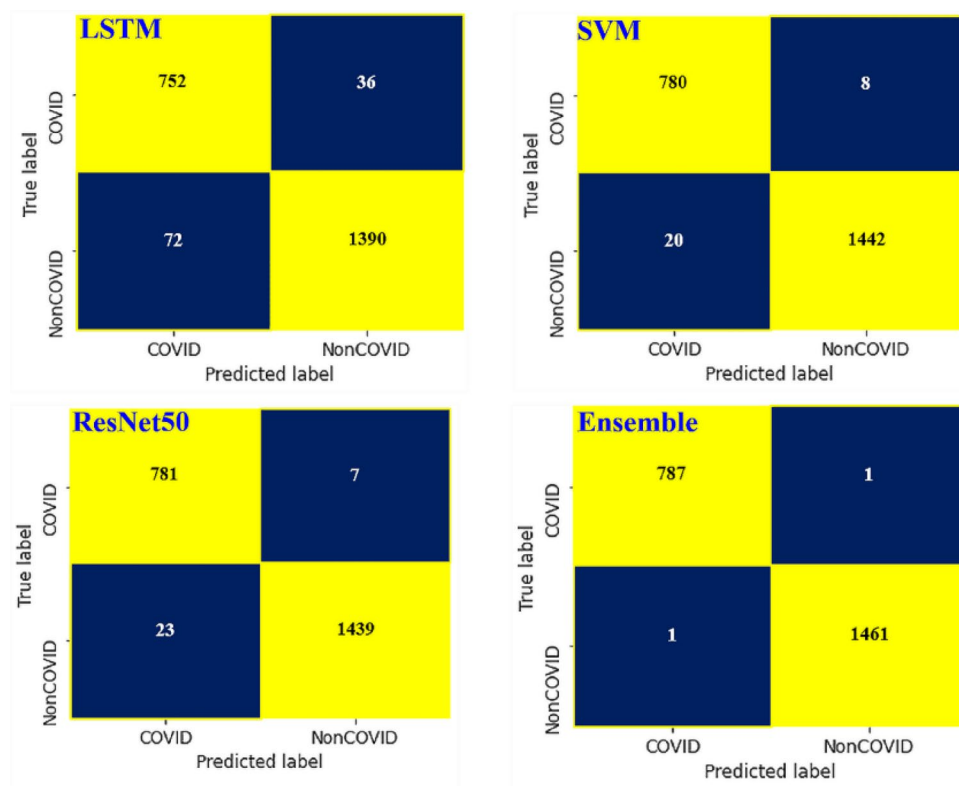 LSTM
752 36
72 1390
COVID
NonCOVID
True label
COVID NonCOVID
Predicted label
SVM
780 8
20 1442
COVID
NonCOVID
True label
COVID NonCOVID
Predicted label
ResNet50
781 7
23 1439
COVID
NonCOVID
True label
COVID NonCOVID
Predicted label
Ensemble
787 1
1 1461
COVID
NonCOVID
True label
COVID NonCOVID
Predicted label